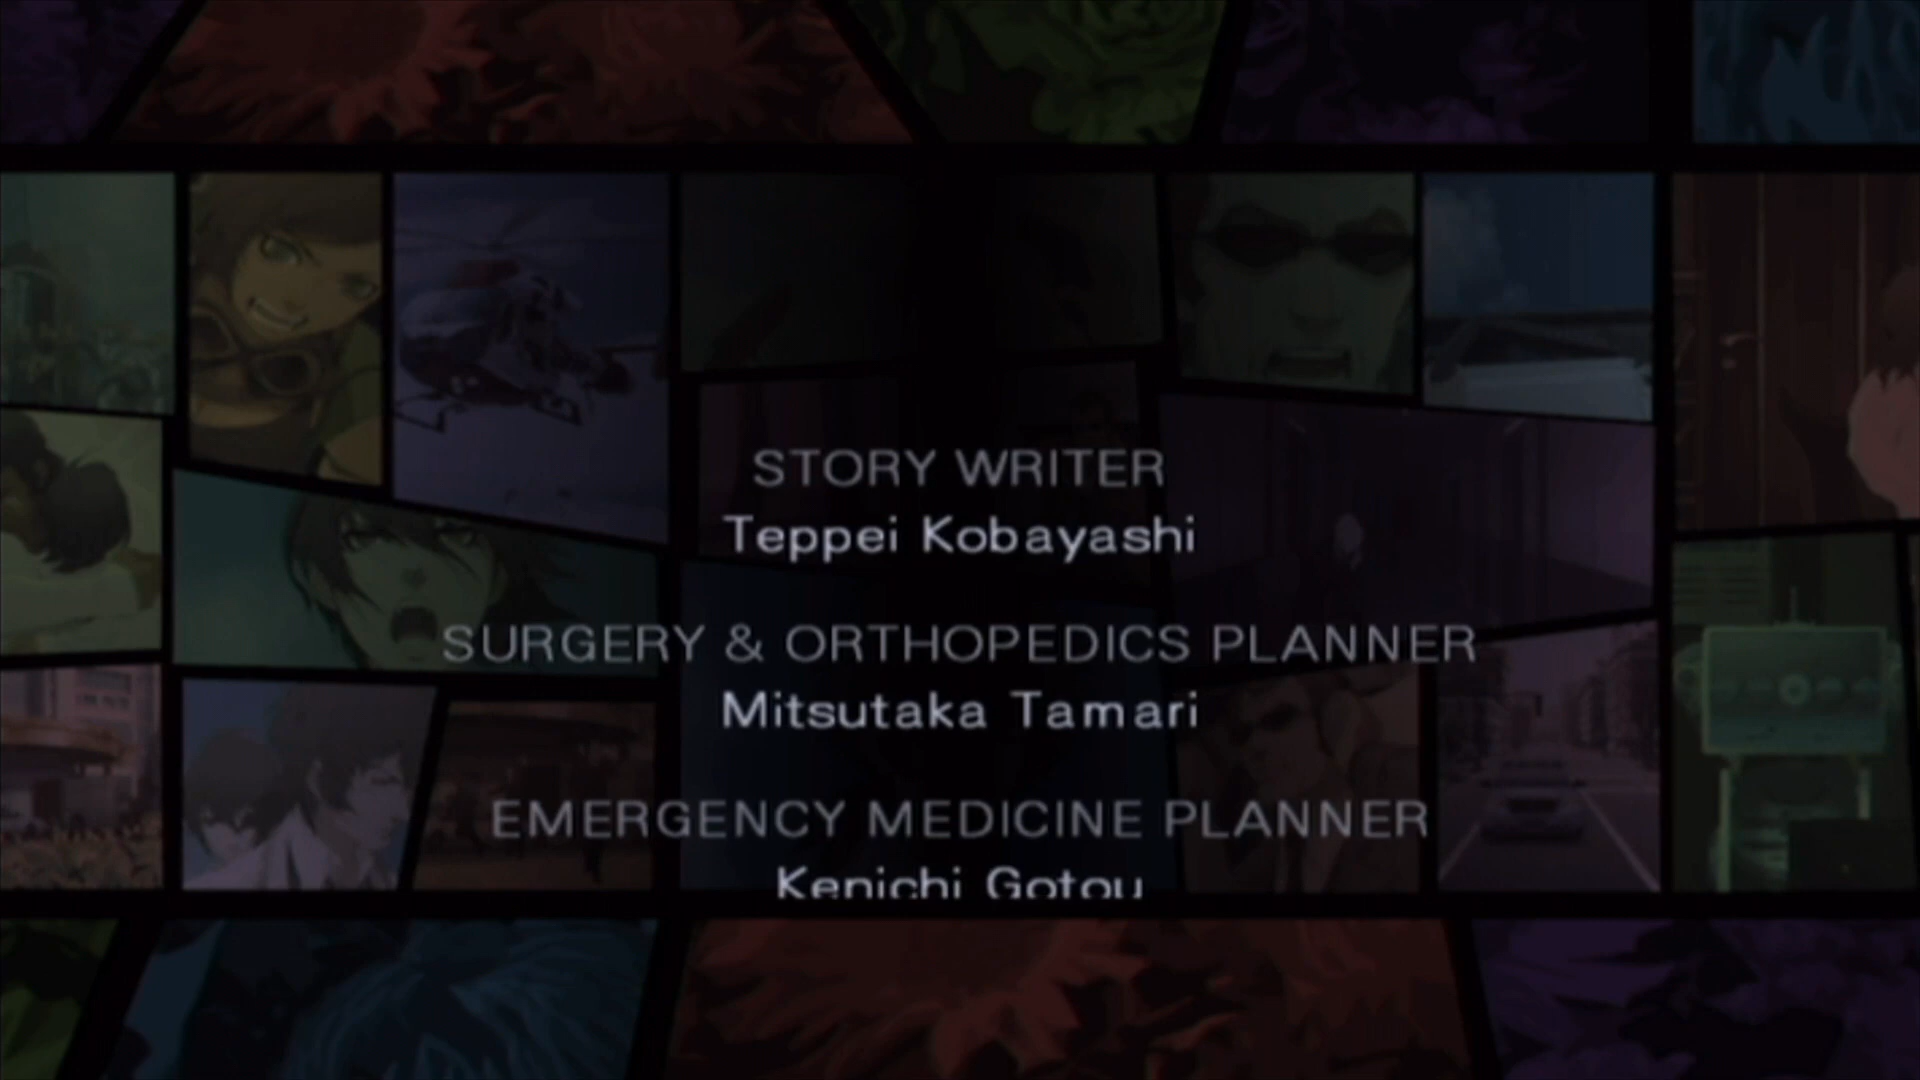 STORY WRITER
Teppei Kobayashi
SURGERY & ORTHOPEDICS PLANNER
Mitsutaka Tamari
EMERGENCY MEDICINE PLANNER
Kenichi Gotou